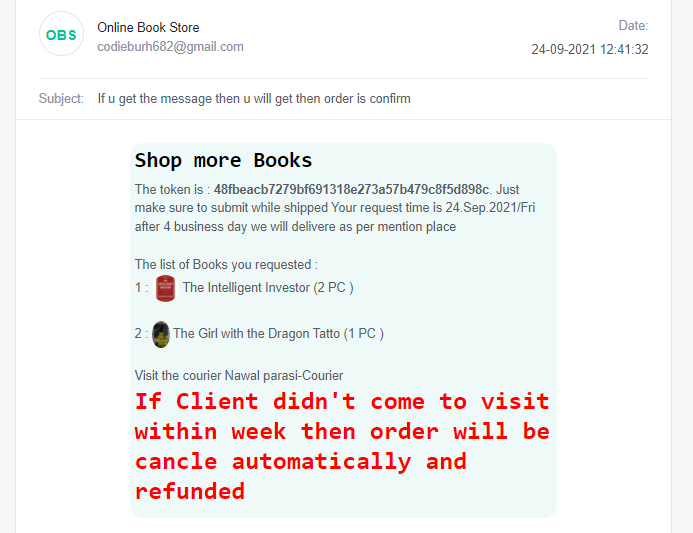 OBS
Online Book Store
codieburh682@gmail.com
Date:
24-09-2021 12:41:32
Subject: If u get the message then u will get then order is confirm
Shop more Books
The token is : 48fbeacb7279bf691318e273a57b479c8f5d898c. Just
make sure to submit while shipped Your request time is 24.Sep.2021/Fri
after 4 business day we will delivere as per mention place
The list of Books you requested :
1 : The Intelligent Investor (2 PC )
2 : The Girl with the Dragon Tatto (1 PC )
Visit the courier Nawal parasi-Courier
If Client didn't come to visit
within week then order will be
cancle automatically and
refunded